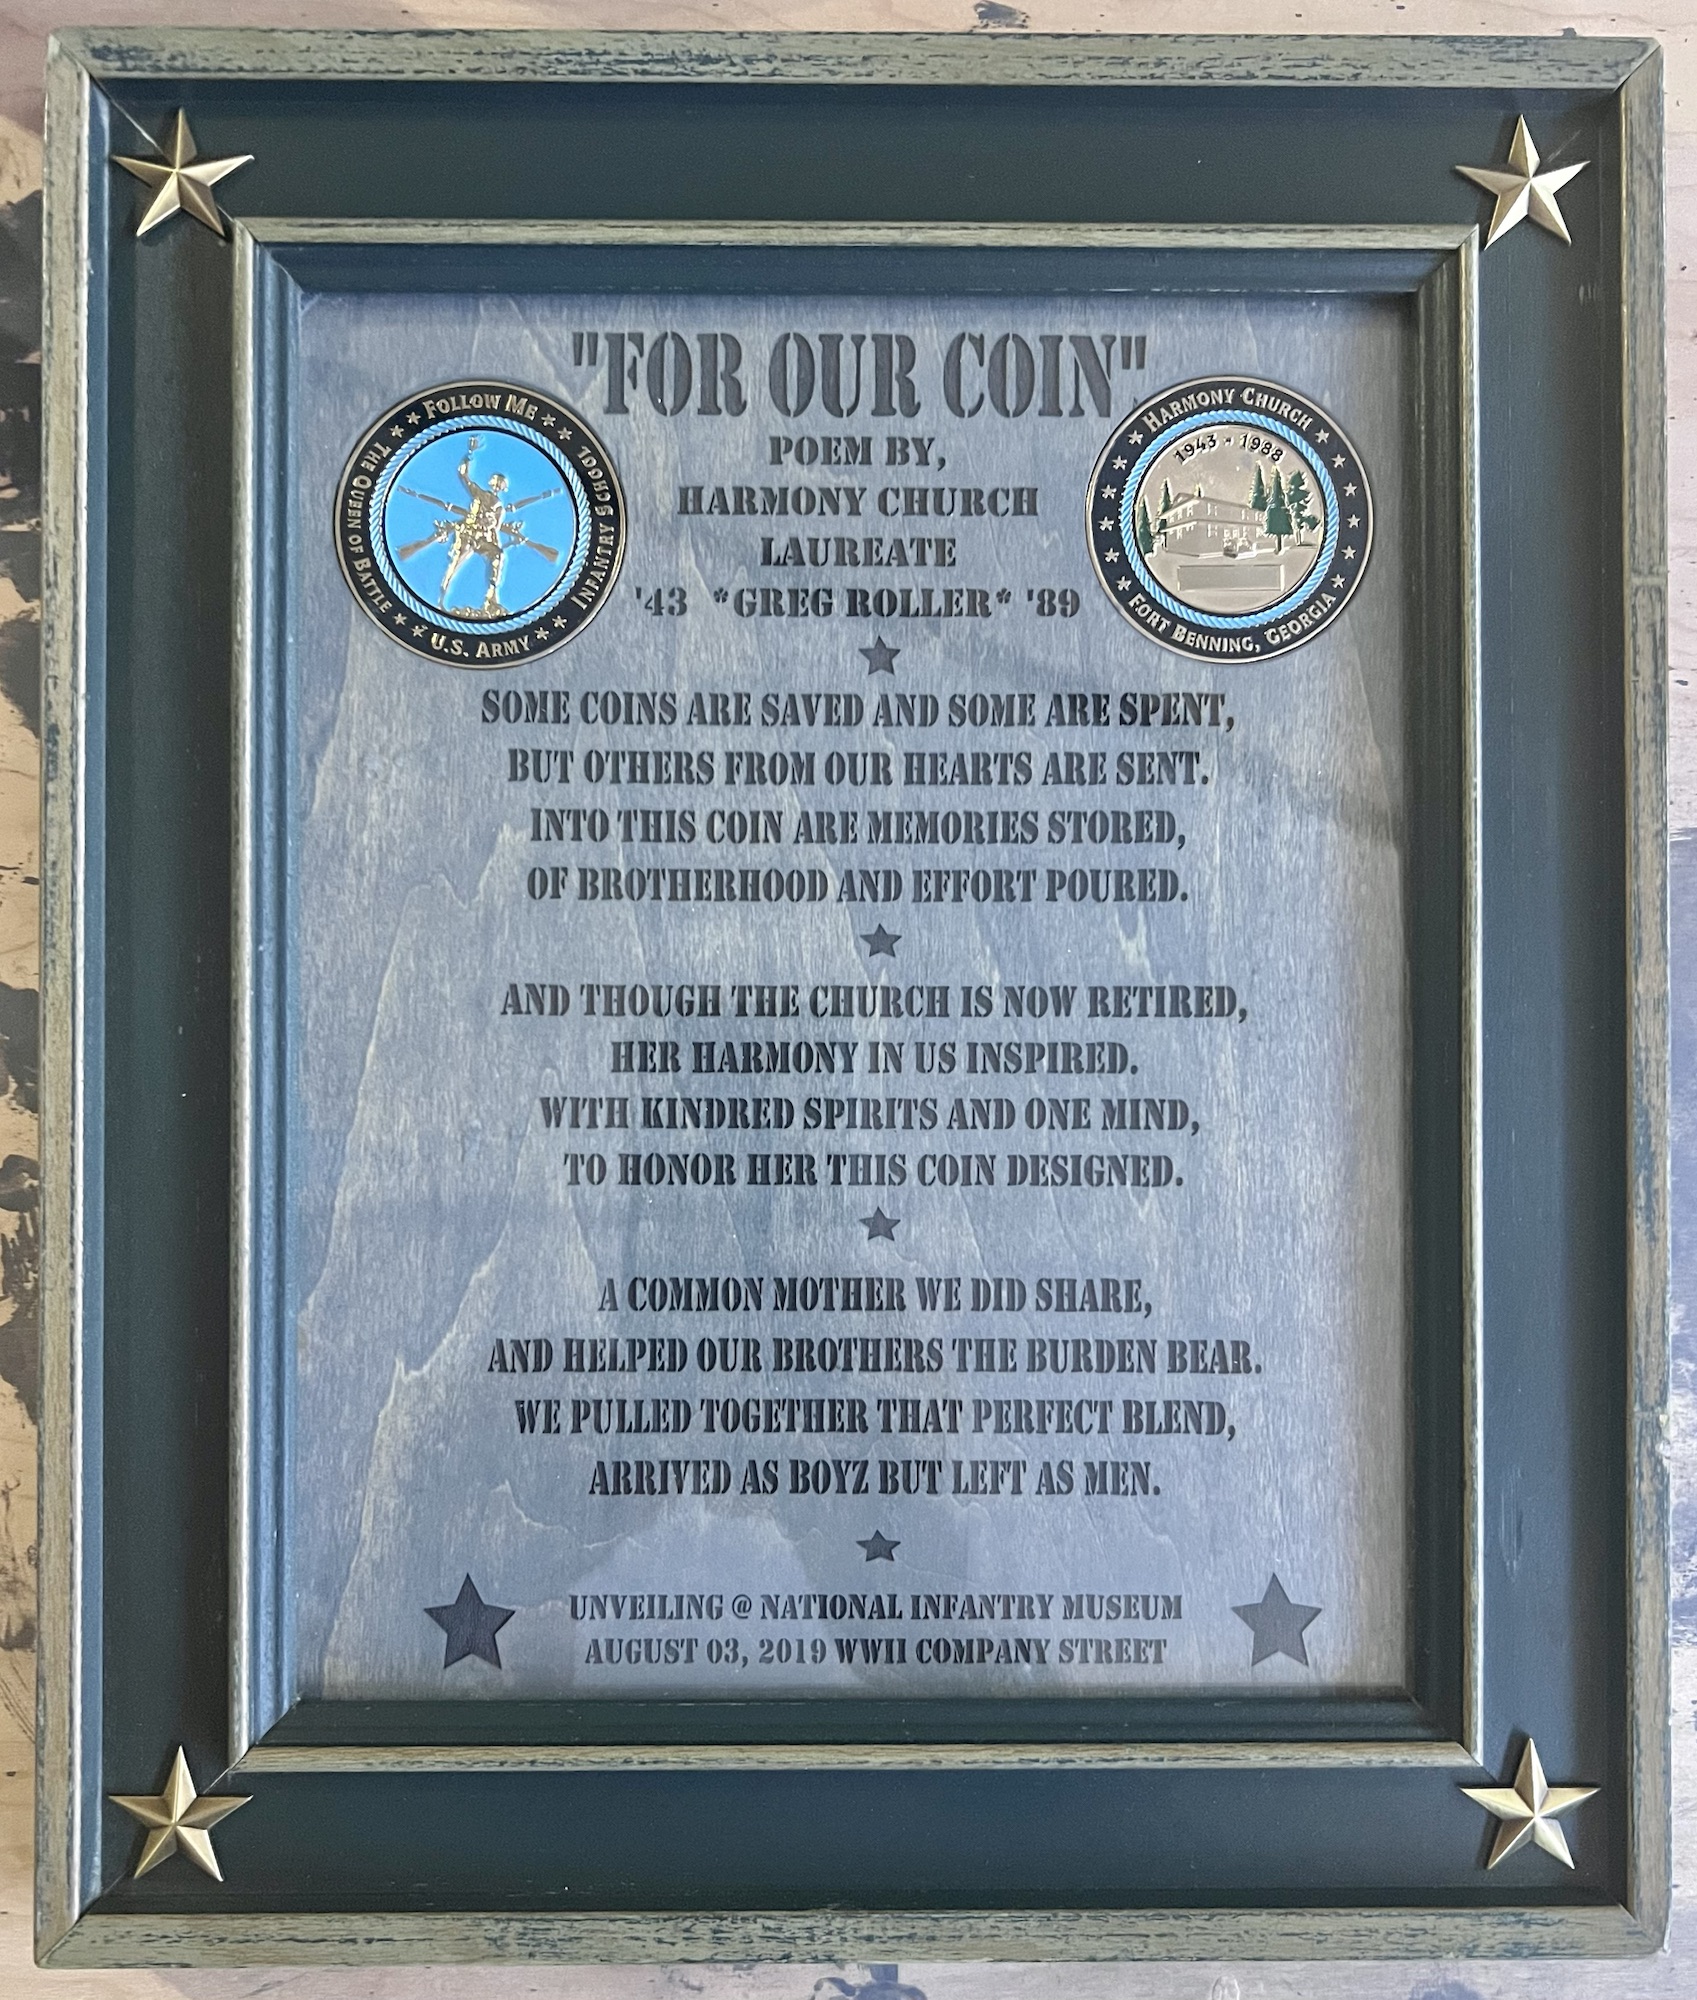 "FOR OUR COIN"
★ FOLLOW ME ★
★ THE QUEEN OF BATTLE ★
INFANTRY SCHOOL
★ U.S. ARMY ★
★ HARMONY CHURCH ★
1943 - 1988
FORT BENNING, GEORGIA
POEM BY,
HARMONY CHURCH
LAUREATE
'43 *GREG ROLLER* '89
SOME COINS ARE SAVED AND SOME ARE SPENT,
BUT OTHERS FROM OUR HEARTS ARE SENT.
INTO THIS COIN ARE MEMORIES STORED,
OF BROTHERHOOD AND EFFORT POURED.
AND THOUGH THE CHURCH IS NOW RETIRED,
HER HARMONY IN US INSPIRED.
WITH KINDRED SPIRITS AND ONE MIND,
TO HONOR HER THIS COIN DESIGNED.
A COMMON MOTHER WE DID SHARE,
AND HELPED OUR BROTHERS THE BURDEN BEAR.
WE PULLED TOGETHER THAT PERFECT BLEND,
ARRIVED AS BOYZ BUT LEFT AS MEN.
UNVEILING @ NATIONAL INFANTRY MUSEUM
AUGUST 03, 2019 WWII COMPANY STREET